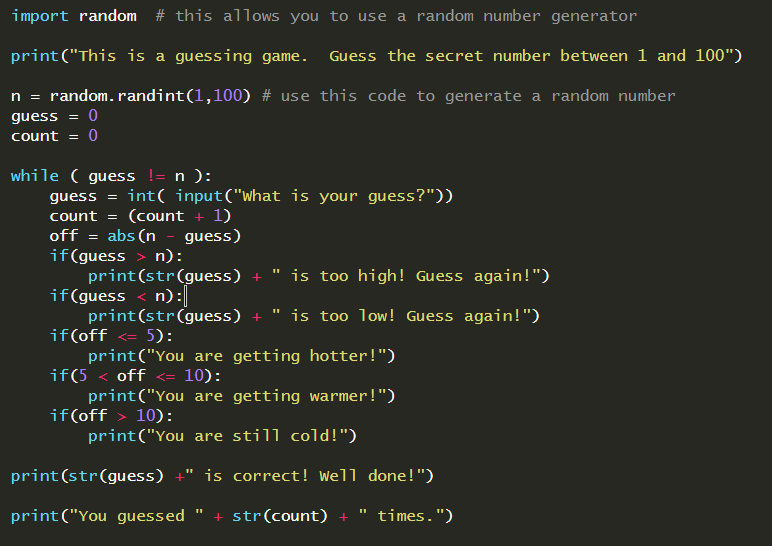 import random  # this allows you to use a random number generator
print("This is a guessing game.  Guess the secret number between 1 and 100")
n = random.randint(1,100) # use this code to generate a random number
guess = 0
count = 0
while ( guess != n ):
    guess = int( input("What is your guess?"))
    count = (count + 1)
    off = abs(n - guess)
    if(guess > n):
        print(str(guess) + " is too high! Guess again!")
    if(guess < n):
        print(str(guess) + " is too low! Guess again!")
    if(off <= 5):
        print("You are getting hotter!")
    if(5 < off <= 10):
        print("You are getting warmer!")
    if(off > 10):
        print("You are still cold!")
print(str(guess) +" is correct! Well done!")
print("You guessed " + str(count) + " times.")